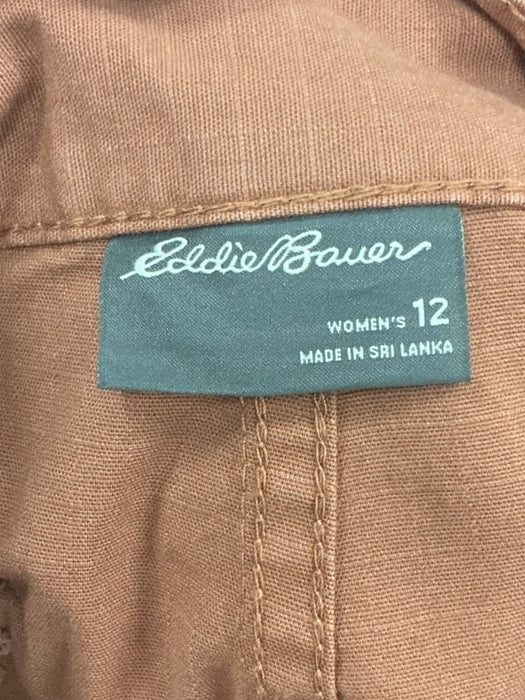 Eddie Bauer
WOMEN'S 12
MADE IN SRI LANKA